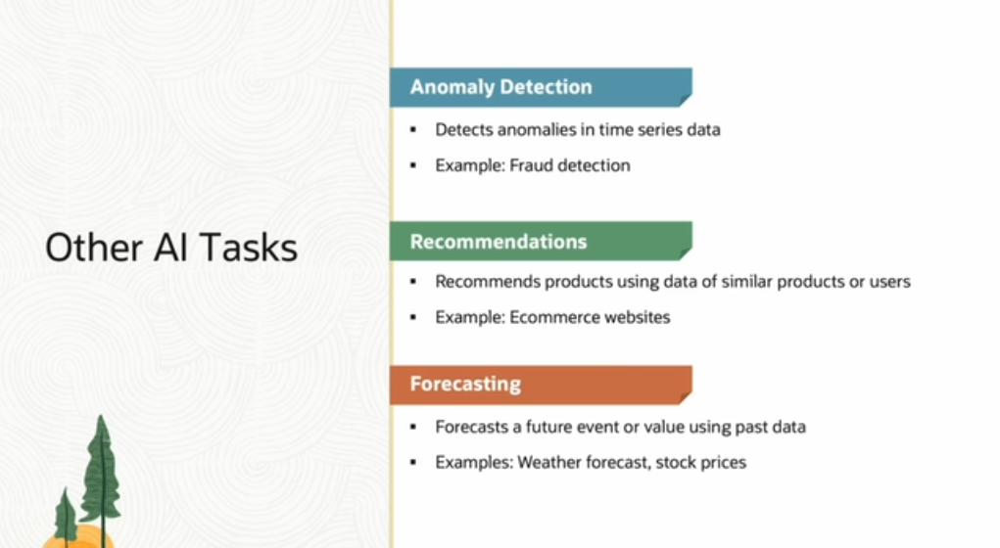 Other AI Tasks
Anomaly Detection
▪ Detects anomalies in time series data
▪ Example: Fraud detection
Recommendations
▪ Recommends products using data of similar products or users
▪ Example: Ecommerce websites
Forecasting
▪ Forecasts a future event or value using past data
▪ Examples: Weather forecast, stock prices